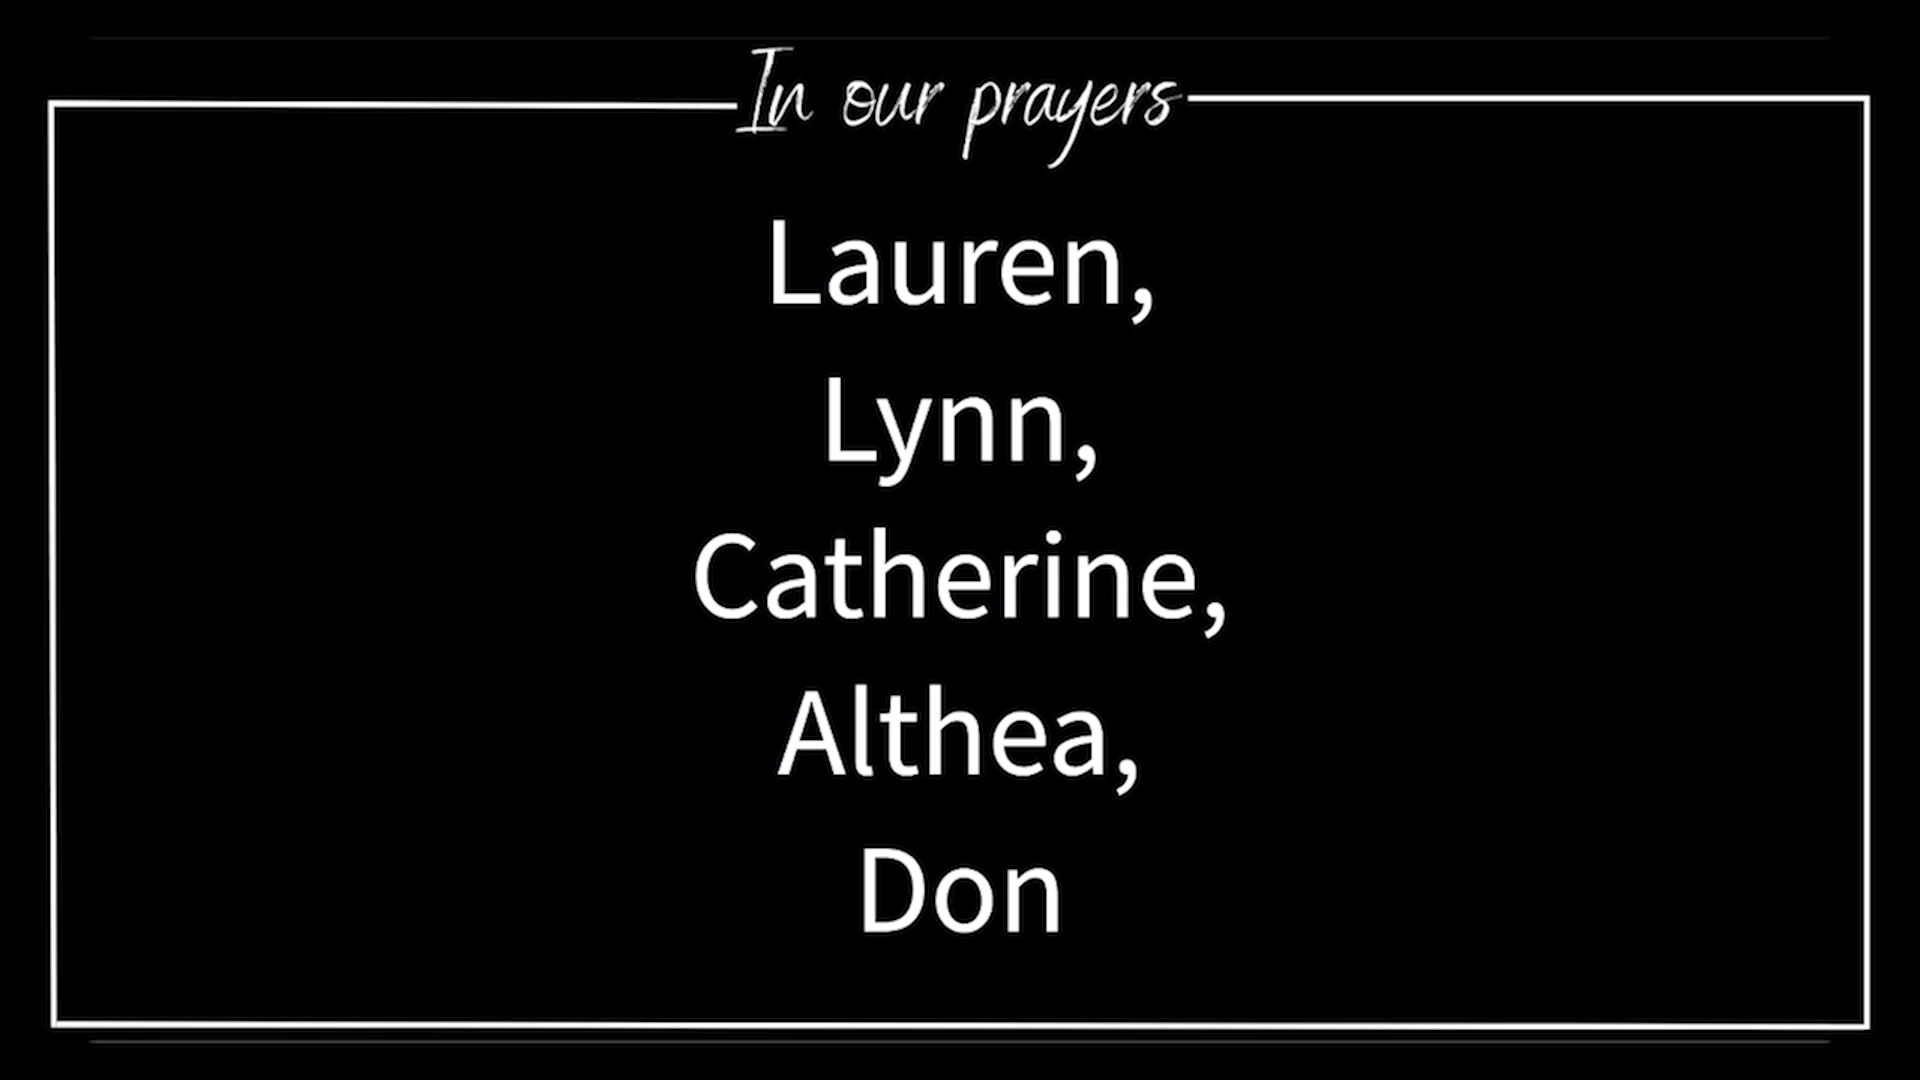 In our prayers
Lauren,
Lynn,
Catherine,
Althea,
Don